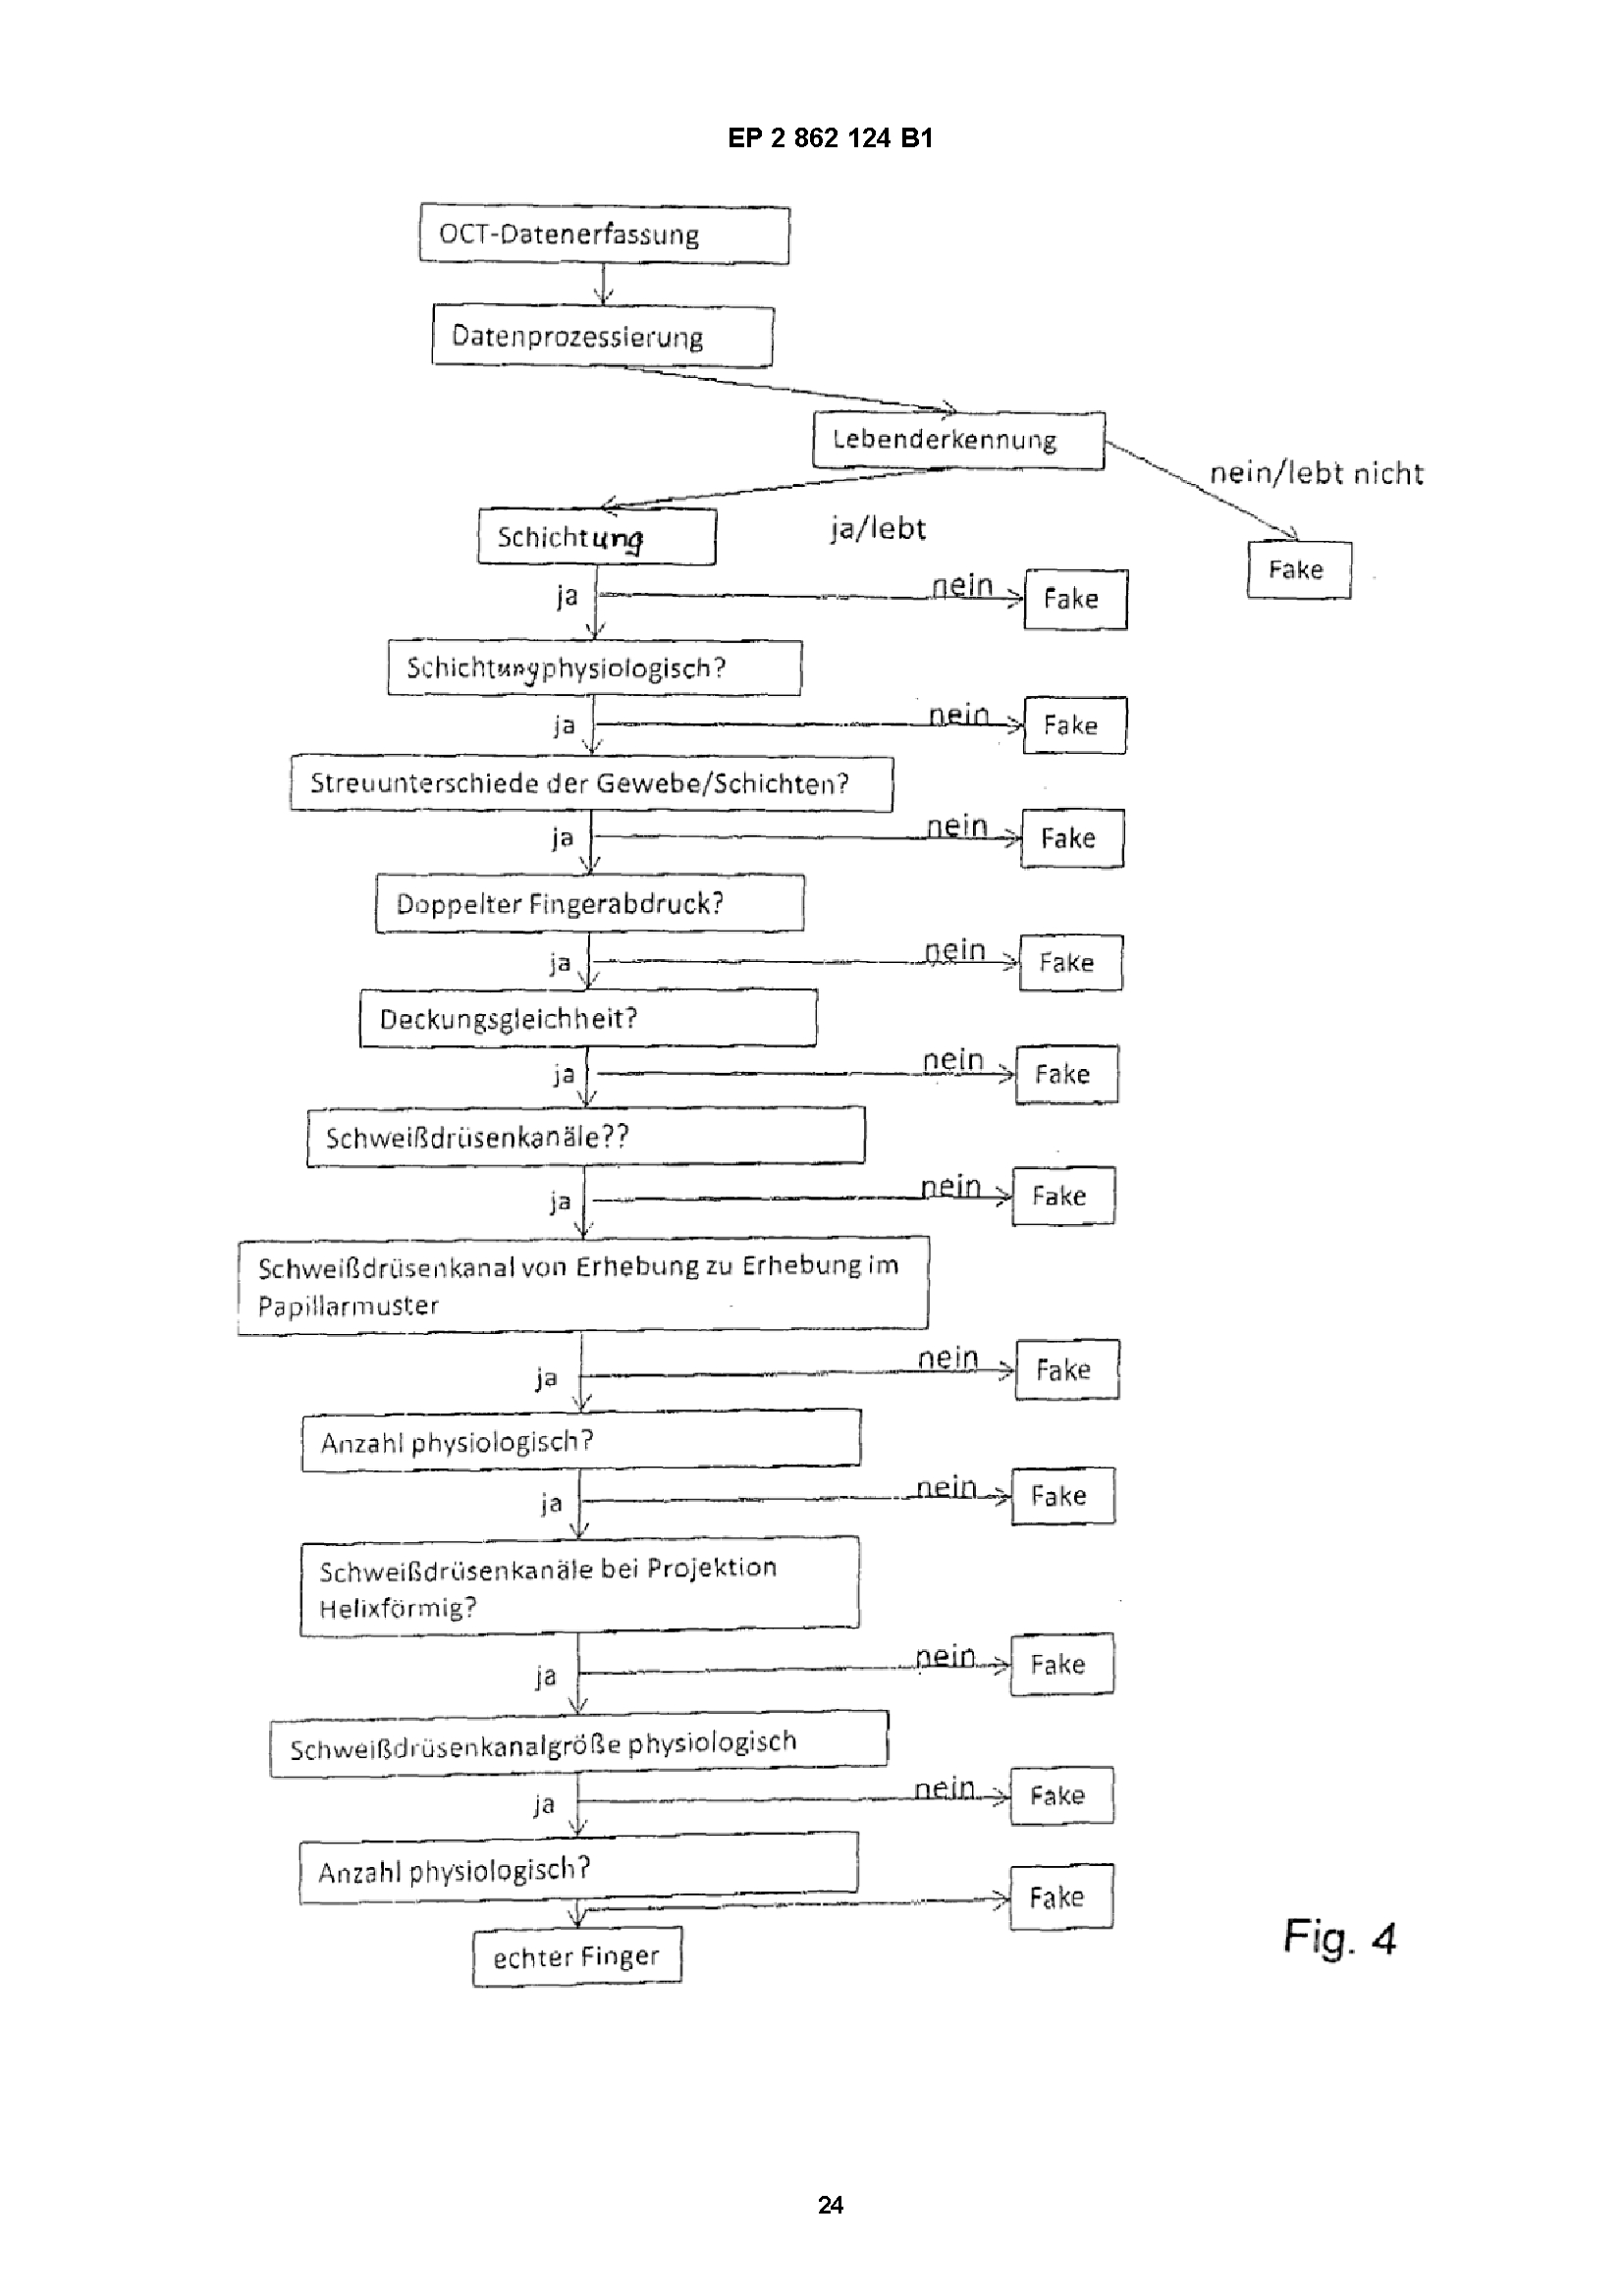 EP 2 862 124 B1
OCT-Datenerfassung
Datenprozessierung
Lebenderkennung
nein/lebt nicht
Fake
ja/lebt
Schichtung
ja
nein
Fake
Schichtungphysiologisch?
ja
nein
Fake
Streuunterschiede der Gewebe/Schichten?
ja
nein
Fake
Doppelter Fingerabdruck?
ja
nein
Fake
Deckungsgleichheit?
ja
nein
Fake
Schweißdrüsenkanäle??
ja
nein
Fake
Schweißdrüsenkanal von Erhebung zu Erhebung im
Papillarmuster
ja
nein
Fake
Anzahl physiologisch?
ja
nein
Fake
Schweißdrüsenkanäle bei Projektion
Helixförmig?
ja
nein
Fake
Schweißdrüsenkanalgröße physiologisch
ja
nein
Fake
Anzahl physiologisch?
Fake
echter Finger
Fig. 4
24